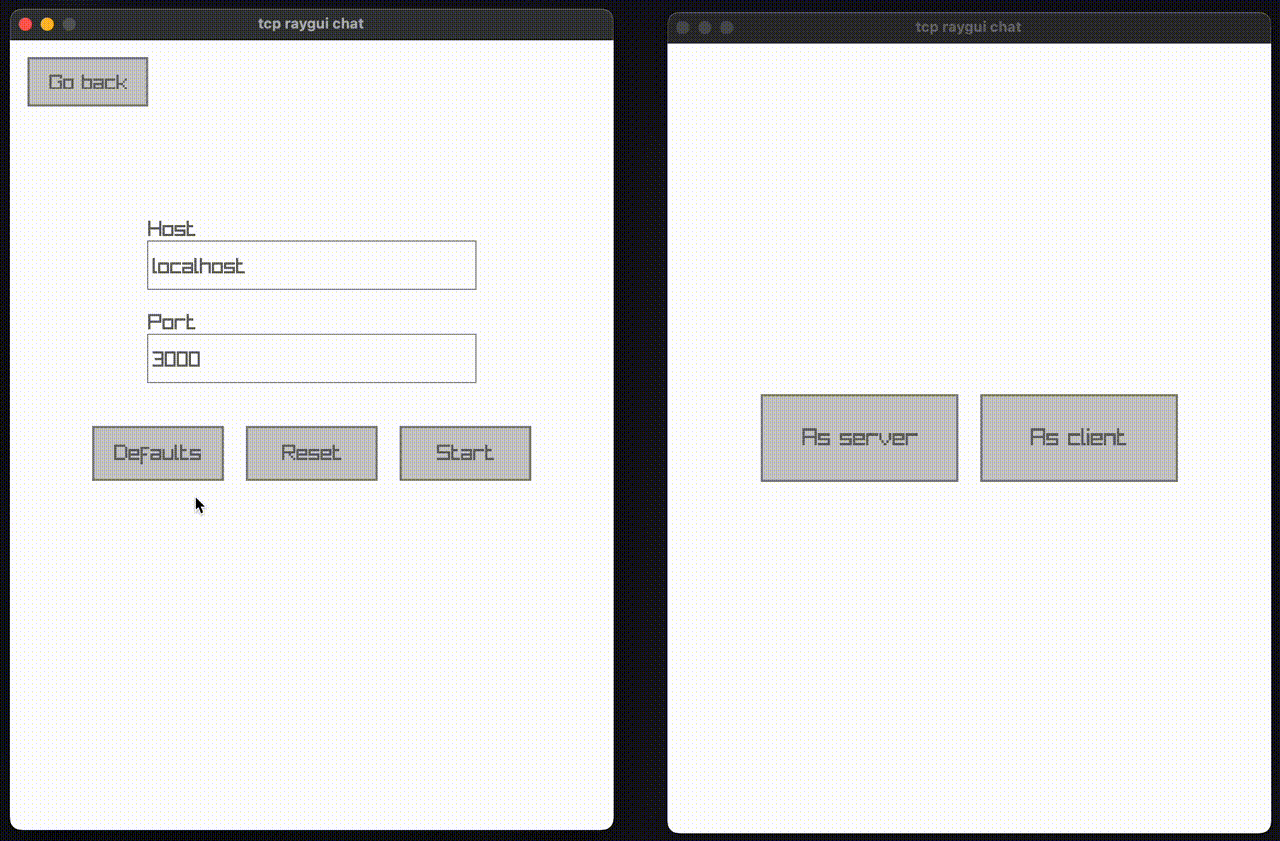 tcp raygui chat
Go back
Host
localhost
Port
3000
Defaults
Reset
Start
tcp raygui chat
As server
As client